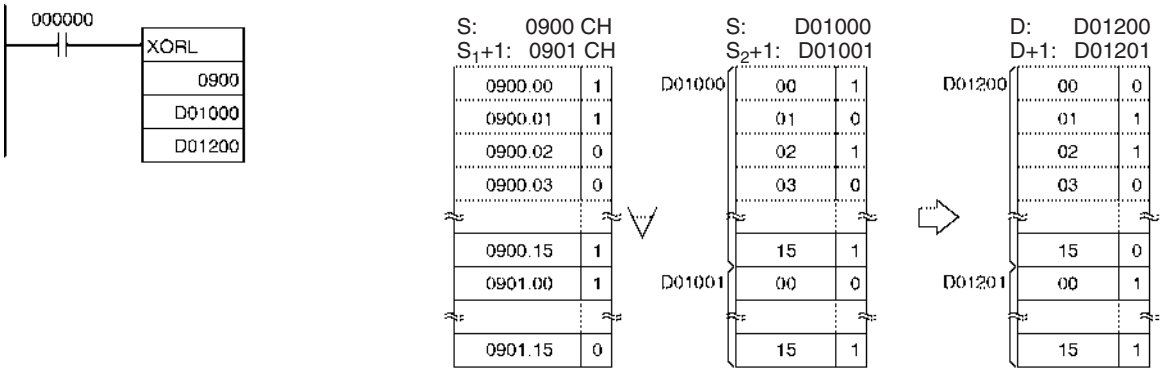 000000
XORL
0900
D01000
D01200
S: 0900 CH
S1+1: 0901 CH
0900.00 1
0900.01 1
0900.02 0
0900.03 0
0900.15 1
0901.00 1
0901.15 0
S: D01000
S2+1: D01001
D01000 00 1
01 0
02 1
03 0
15 1
D01001 00 0
15 1
D: D01200
D+1: D01201
D01200 00 0
01 1
02 1
03 0
15 0
D01201 00 1
15 1